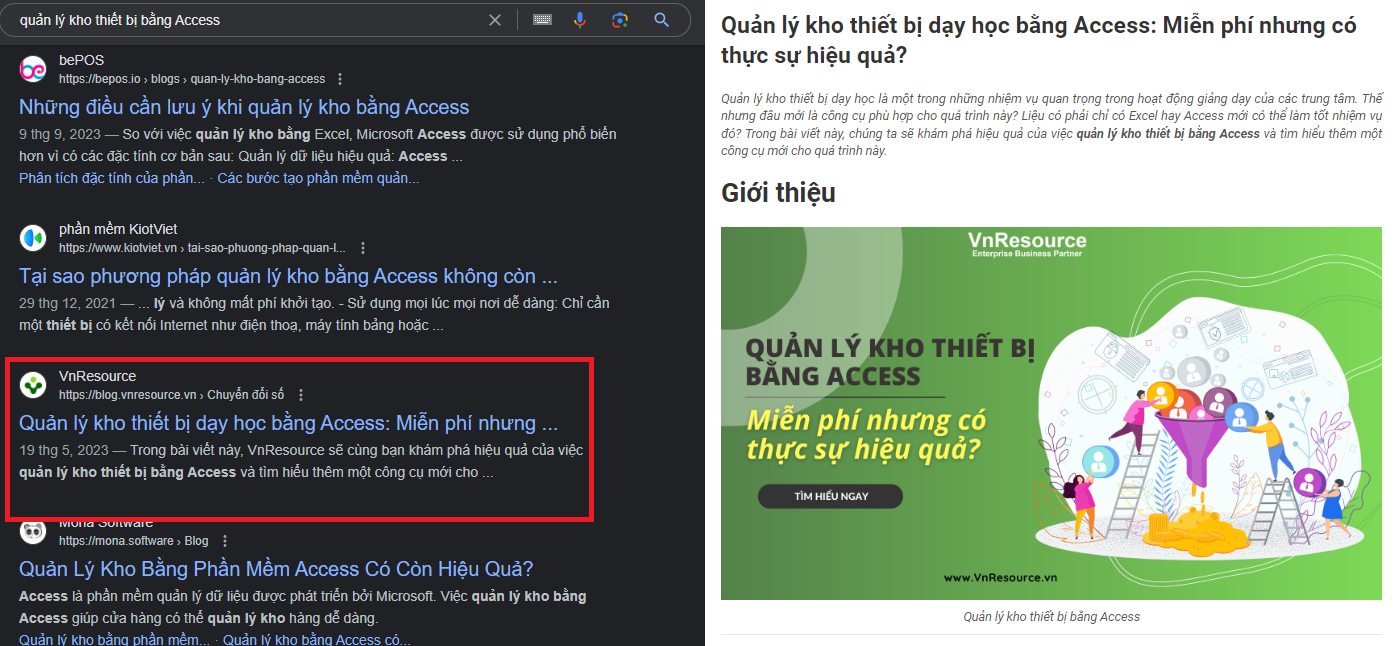 quản lý kho thiết bị bằng Access
bePOS
https://bepos.io › blogs › quan-ly-kho-bang-access
Những điều cần lưu ý khi quản lý kho bằng Access
9 thg 9, 2023 — So với việc quản lý kho bằng Excel, Microsoft Access được sử dụng phổ biến
hơn vì có các đặc tính cơ bản sau: Quản lý dữ liệu hiệu quả: Access ...
Phân tích đặc tính của phần... · Các bước tạo phần mềm quản...
phần mềm KiotViet
https://www.kiotviet.vn › tai-sao-phuong-phap-quan-l...
Tại sao phương pháp quản lý kho bằng Access không còn ...
29 thg 12, 2021 — ... lý và không mất phí khởi tạo. - Sử dụng mọi lúc mọi nơi dễ dàng: Chỉ cần
một thiết bị có kết nối Internet như điện thoạ, máy tính bảng hoặc ...
VnResource
https://blog.vnresource.vn › Chuyển đổi số
Quản lý kho thiết bị dạy học bằng Access: Miễn phí nhưng ...
19 thg 5, 2023 — Trong bài viết này, VnResource sẽ cùng bạn khám phá hiệu quả của việc
quản lý kho thiết bị bằng Access và tìm hiểu thêm một công cụ mới cho ...
Mona Software
https://mona.software › Blog
Quản Lý Kho Bằng Phần Mềm Access Có Còn Hiệu Quả?
Access là phần mềm quản lý dữ liệu được phát triển bởi Microsoft. Việc quản lý kho bằng
Access giúp cửa hàng có thể quản lý kho hàng dễ dàng.
Quản lý kho bằng phần mềm... · Quản lý kho bằng Access có...
Quản lý kho thiết bị dạy học bằng Access: Miễn phí nhưng có
thực sự hiệu quả?
Quản lý kho thiết bị dạy học là một trong những nhiệm vụ quan trọng trong hoạt động giảng dạy của các trung tâm. Thế
nhưng đâu mới là công cụ phù hợp cho quá trình này? Liệu có phải chỉ có Excel hay Access mới có thể làm tốt nhiệm vụ
đó? Trong bài viết này, chúng ta sẽ khám phá hiệu quả của việc quản lý kho thiết bị bằng Access và tìm hiểu thêm một
công cụ mới cho quá trình này.
Giới thiệu
VnResource
Enterprise Business Partner
QUẢN LÝ KHO THIẾT BỊ
BẰNG ACCESS
Miễn phí nhưng có
thực sự hiệu quả?
TÌM HIỂU NGAY
www.VnResource.vn
Quản lý kho thiết bị bằng Access